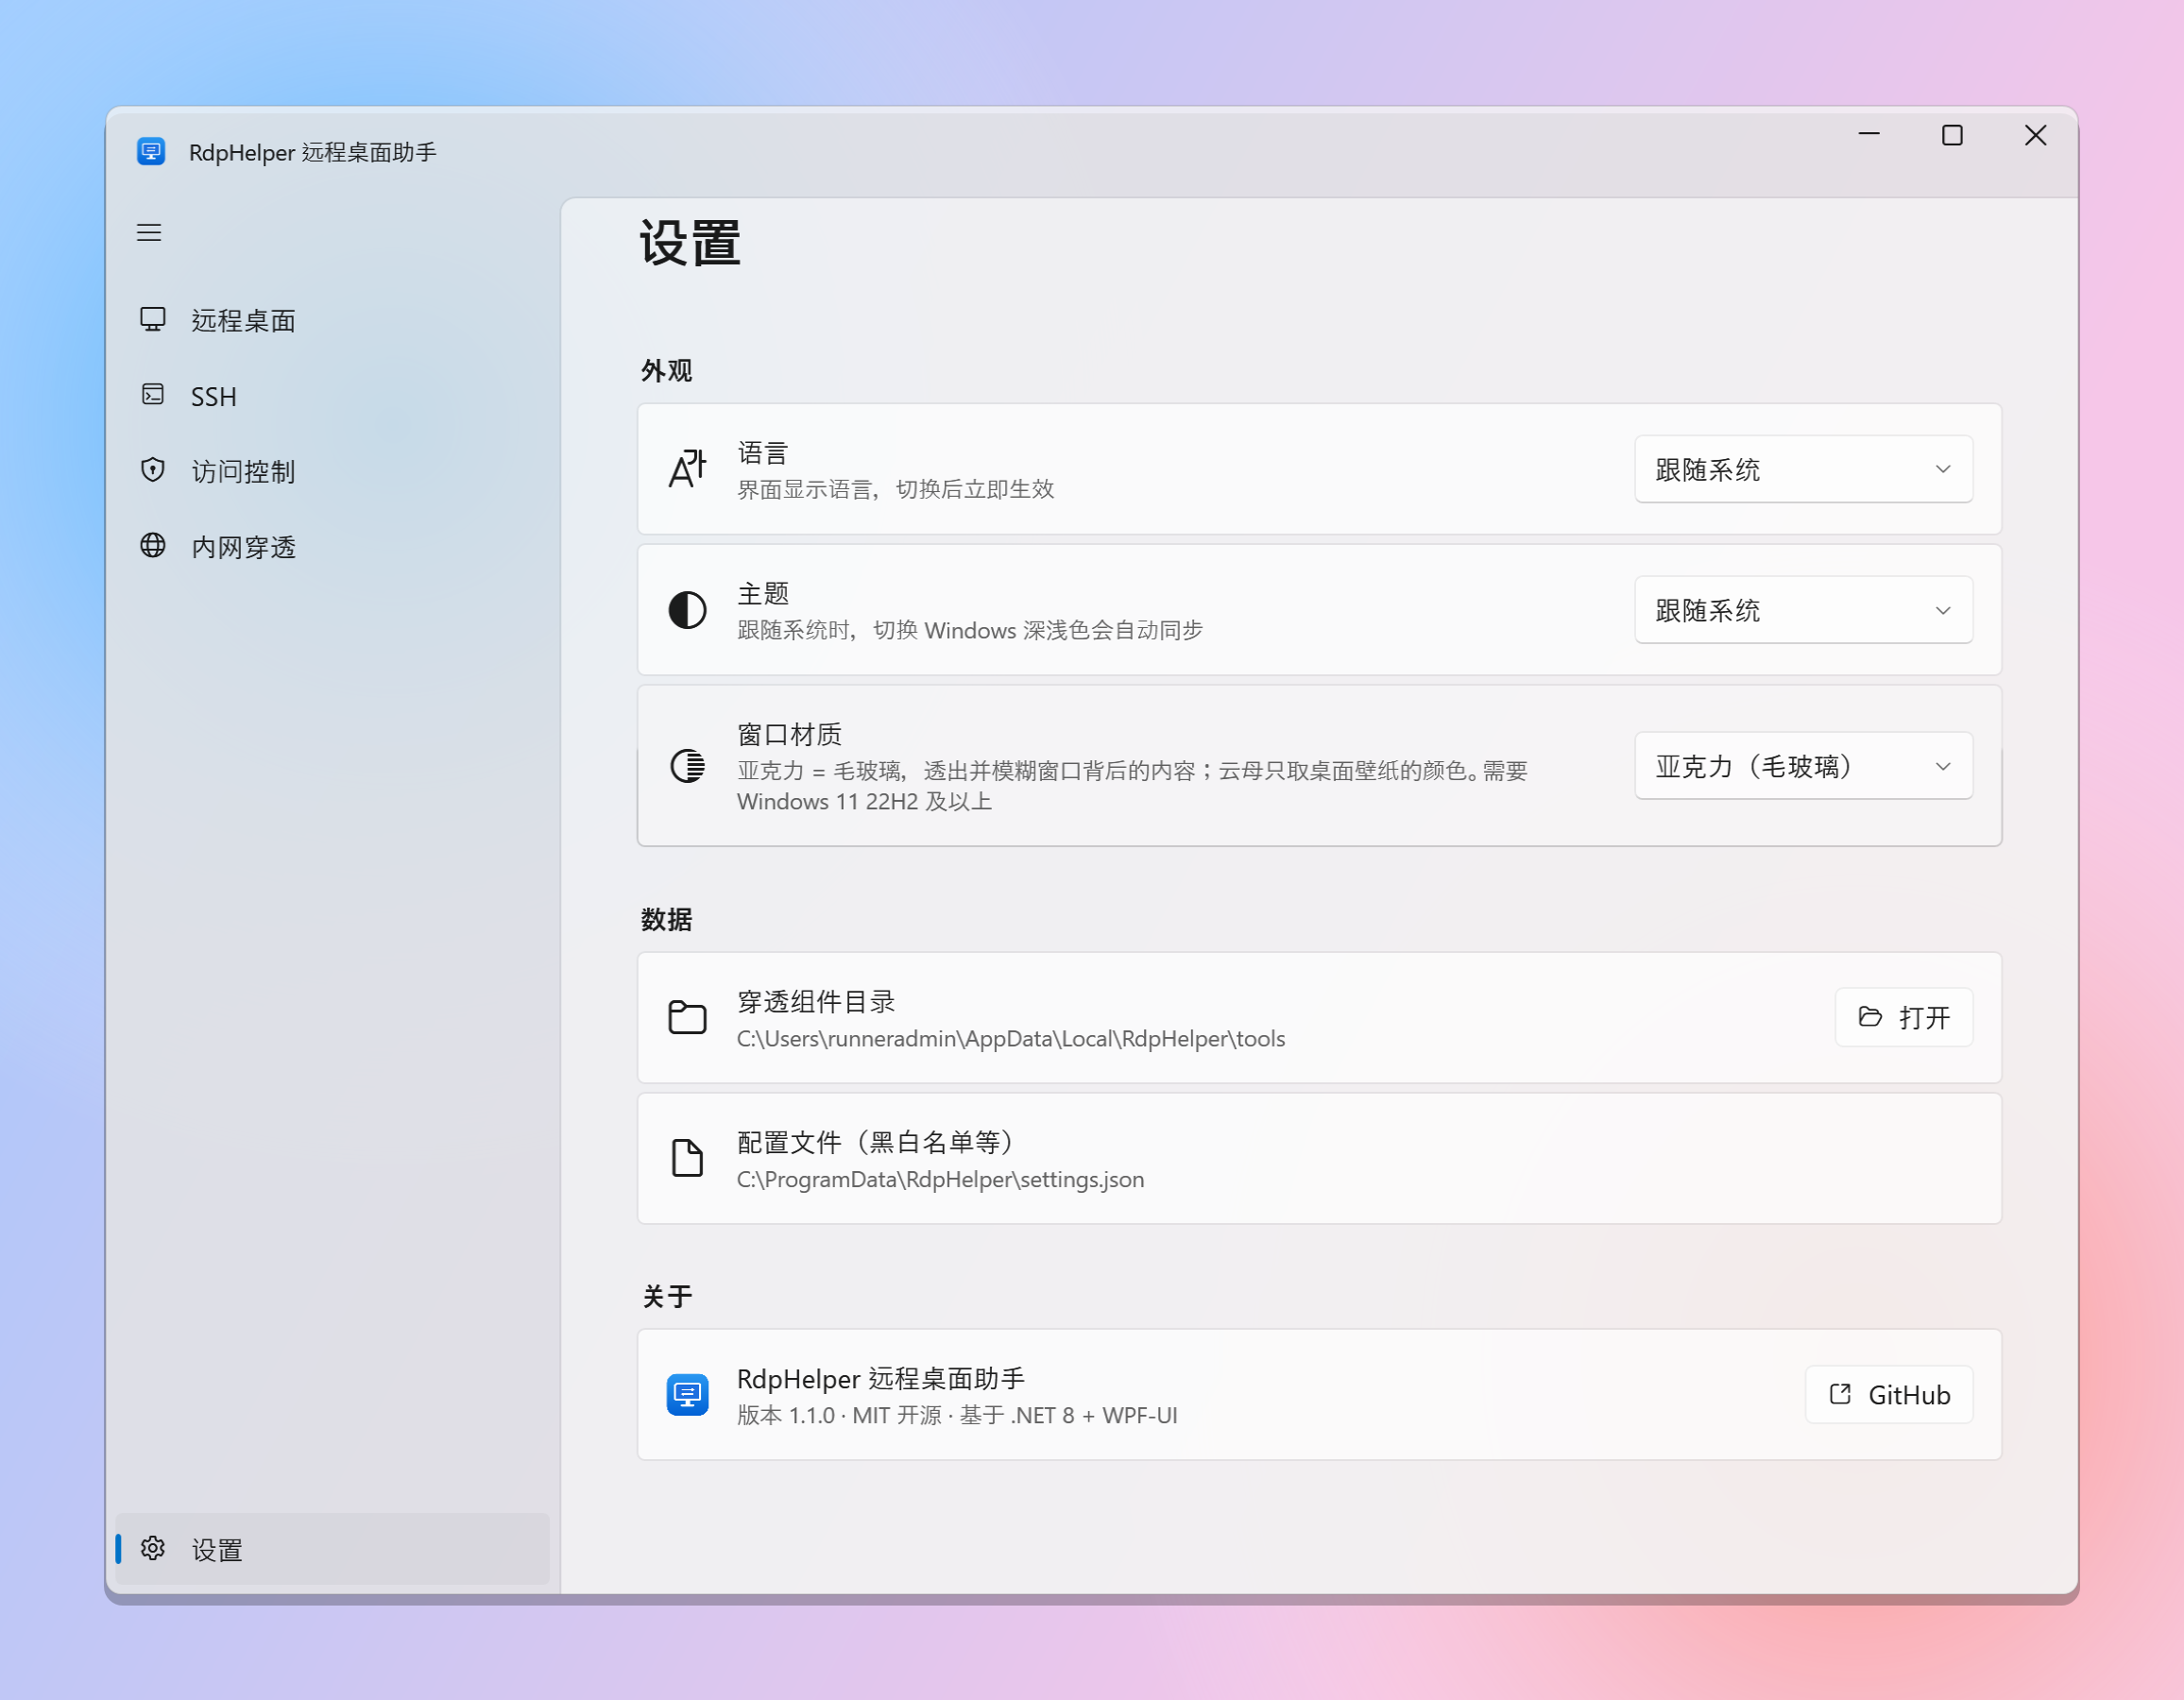 RdpHelper 远程桌面助手
远程桌面
SSH
访问控制
内网穿透
设置
设置
外观
语言
界面显示语言，切换后立即生效
跟随系统
主题
跟随系统时，切换 Windows 深浅色会自动同步
跟随系统
窗口材质
亚克力 = 毛玻璃，透出并模糊窗口背后的内容；云母只取桌面壁纸的颜色。需要
Windows 11 22H2 及以上
亚克力（毛玻璃）
数据
穿透组件目录
C:\Users\runneradmin\AppData\Local\RdpHelper\tools
打开
配置文件（黑白名单等）
C:\ProgramData\RdpHelper\settings.json
关于
RdpHelper 远程桌面助手
版本 1.1.0 · MIT 开源 · 基于 .NET 8 + WPF-UI
GitHub